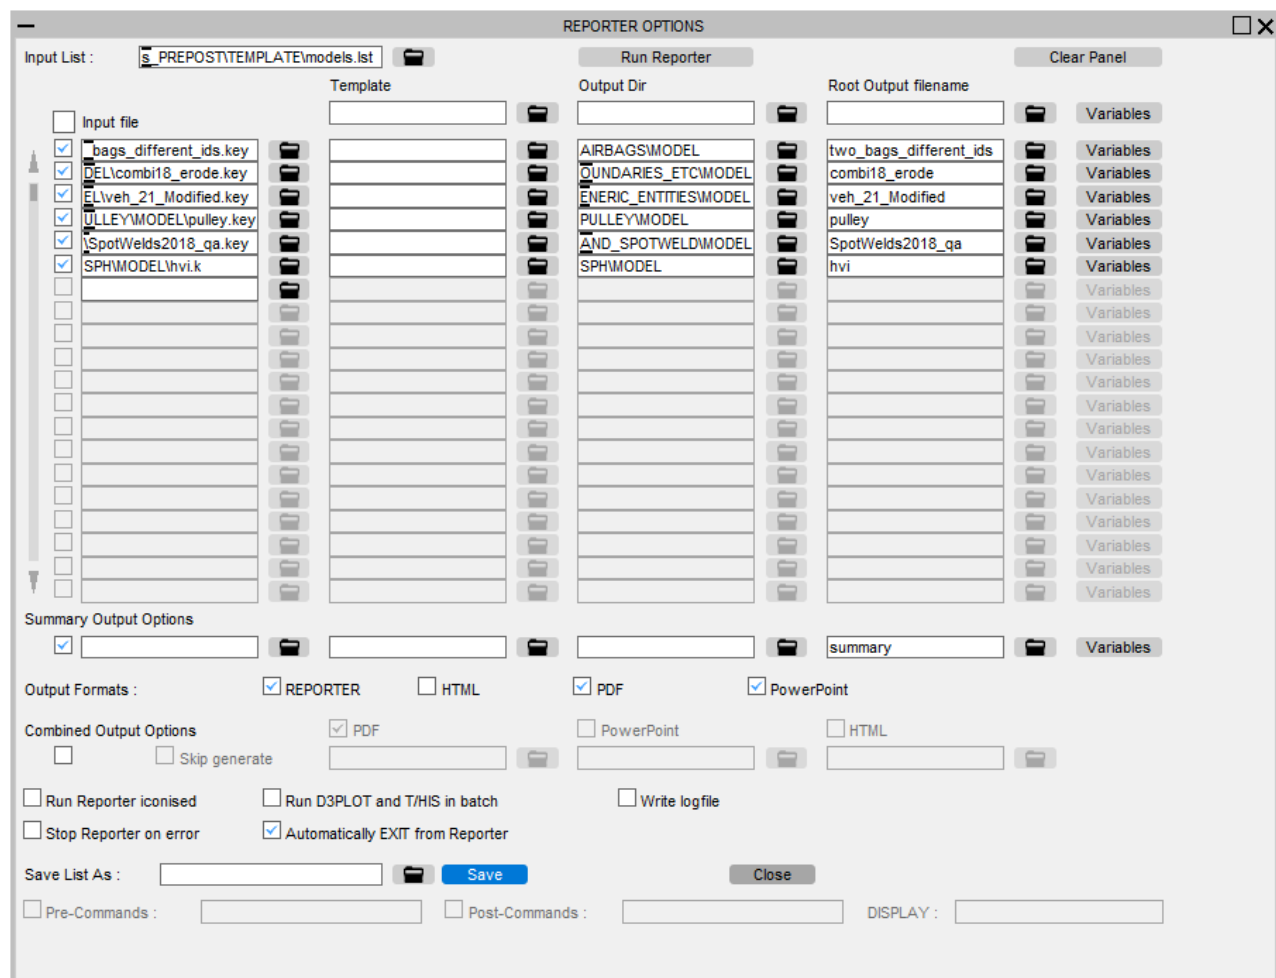 REPORTER OPTIONS
Input List : s_PREPOST\TEMPLATE\models.lst Run Reporter Clear Panel
Template Output Dir Root Output filename
Input file Variables
_bags_different_ids.key AIRBAGS\MODEL two_bags_different_ids Variables
DEL\combi18_erode.key OUNDARIES_ETC\MODEL combi18_erode Variables
EL\veh_21_Modified.key ENERIC_ENTITIES\MODEL veh_21_Modified Variables
ULLEY\MODEL\pulley.key PULLEY\MODEL pulley Variables
\SpotWelds2018_qa.key AND_SPOTWELD\MODEL SpotWelds2018_qa Variables
SPH\MODEL\hvi.k SPH\MODEL hvi Variables
Variables
Variables
Variables
Variables
Variables
Variables
Variables
Variables
Variables
Variables
Variables
Variables
Variables
Variables
Summary Output Options
summary Variables
Output Formats : REPORTER HTML PDF PowerPoint
Combined Output Options PDF PowerPoint HTML
Skip generate
Run Reporter iconised Run D3PLOT and T/HIS in batch Write logfile
Stop Reporter on error Automatically EXIT from Reporter
Save List As : Save Close
Pre-Commands : Post-Commands : DISPLAY :